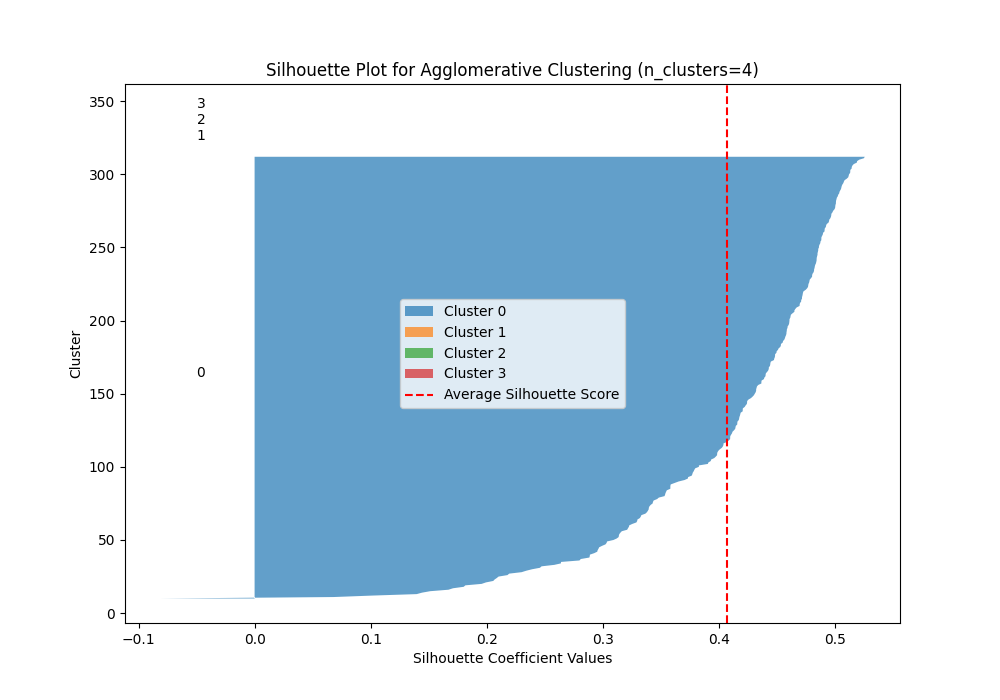 Silhouette Plot for Agglomerative Clustering (n_clusters=4)
Cluster
350
300
250
200
150
100
50
0
3
2
1
0
Cluster 0
Cluster 1
Cluster 2
Cluster 3
Average Silhouette Score
−0.1
0.0
0.1
0.2
0.3
0.4
0.5
Silhouette Coefficient Values